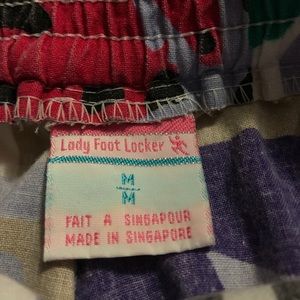 Lady Foot Locker
M
M
FAIT A SINGAPOUR
MADE IN SINGAPORE